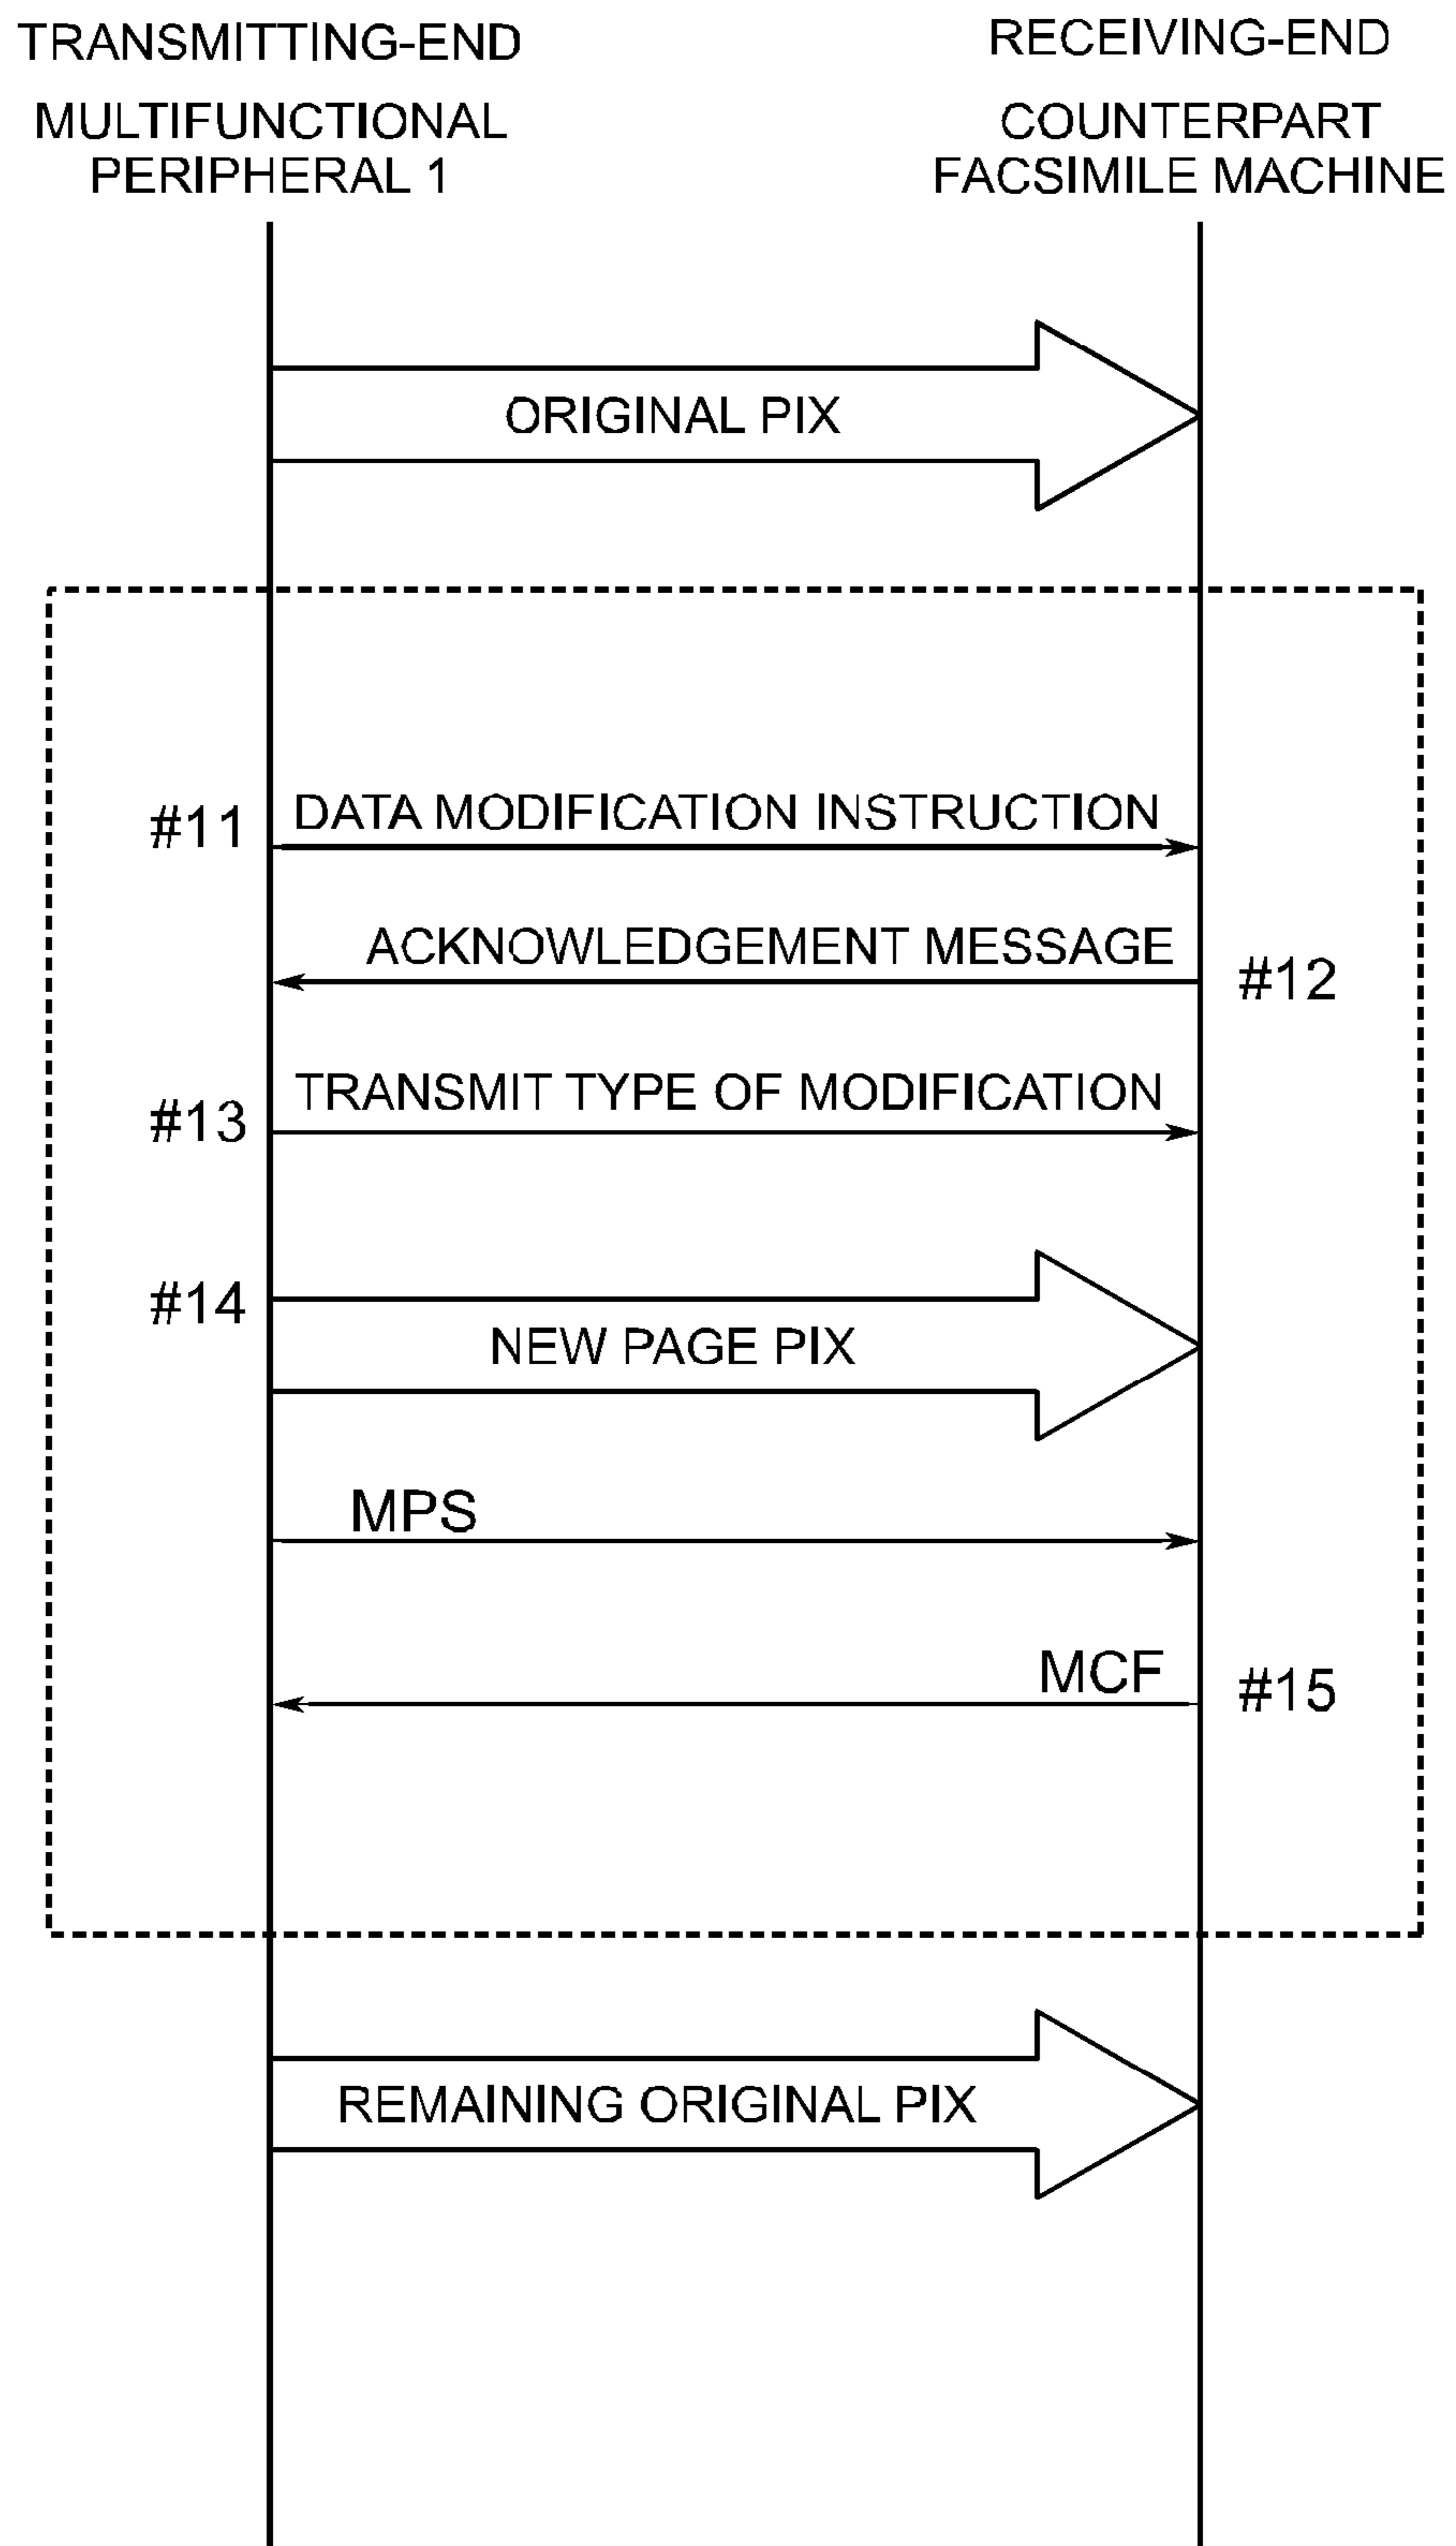 TRANSMITTING-END
MULTIFUNCTIONAL
PERIPHERAL 1
RECEIVING-END
COUNTERPART
FACSIMILE MACHINE
ORIGINAL PIX
#11
DATA MODIFICATION INSTRUCTION
ACKNOWLEDGEMENT MESSAGE
#12
#13
TRANSMIT TYPE OF MODIFICATION
#14
NEW PAGE PIX
MPS
MCF
#15
REMAINING ORIGINAL PIX